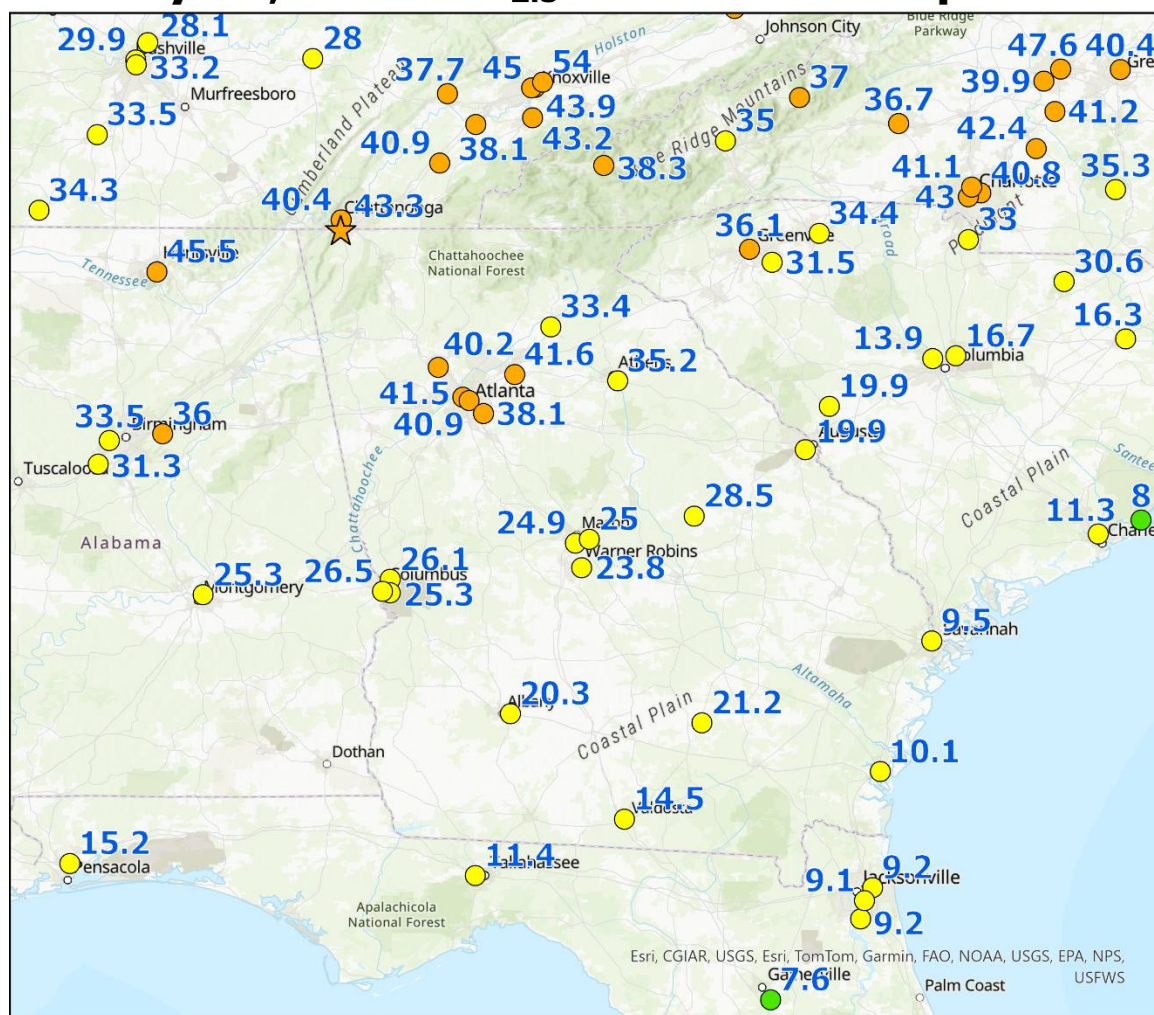 2.5
28.1
Blue Ridge
Parkway
Johnson City
29.9
28
Holston
47.6
40.4
33.2
Murfreesboro
37.7
45
54
37
39.9
33.5
43.9
36.7
41.2
40.9
38.1
43.2
35
42.4
34.3
38.3
41.1
40.8
35.3
40.4
43.3
Chattanooga
43
Charlotte
33
Piedmont
45.5
36.1
Greenville
34.4
Tennessee
Chattahoochee
National Forest
31.5
30.6
33.4
16.3
40.2
41.6
Athens
35.2
13.9
16.7
41.5
Atlanta
19.9
40.9
38.1
33.5
36
Birmingham
31.3
19.9
Augusta
Chattahoochee
Coastal Plain
28.5
11.3
8
Alabama
24.9
25
Macon
Warner Robins
23.8
26.5
26.1
Columbus
25.3
25.3
Montgomery
9.5
Savannah
Altamaha
20.3
Albany
Coastal Plain
21.2
Dothan
10.1
14.5
Valdosta
15.2
Pensacola
11.4
Tallahassee
9.1
9.2
Jacksonville
Apalachicola
National Forest
9.2
Esri, CGIAR, USGS, Esri, TomTom, Garmin, FAO, NOAA, USGS, EPA, NPS,
USFWS
Gainesville
7.6
Palm Coast